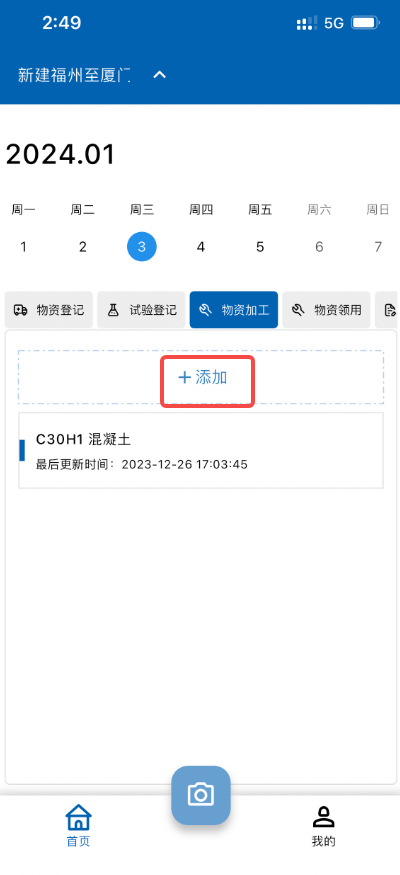 2:49 5G
新建福州至厦门
2024.01
周一 周二 周三 周四 周五 周六 周日
1 2 3 4 5 6 7
物资登记 试验登记 物资加工 物资领用
+添加
C30H1 混凝土
最后更新时间：2023-12-26 17:03:45
首页 我的